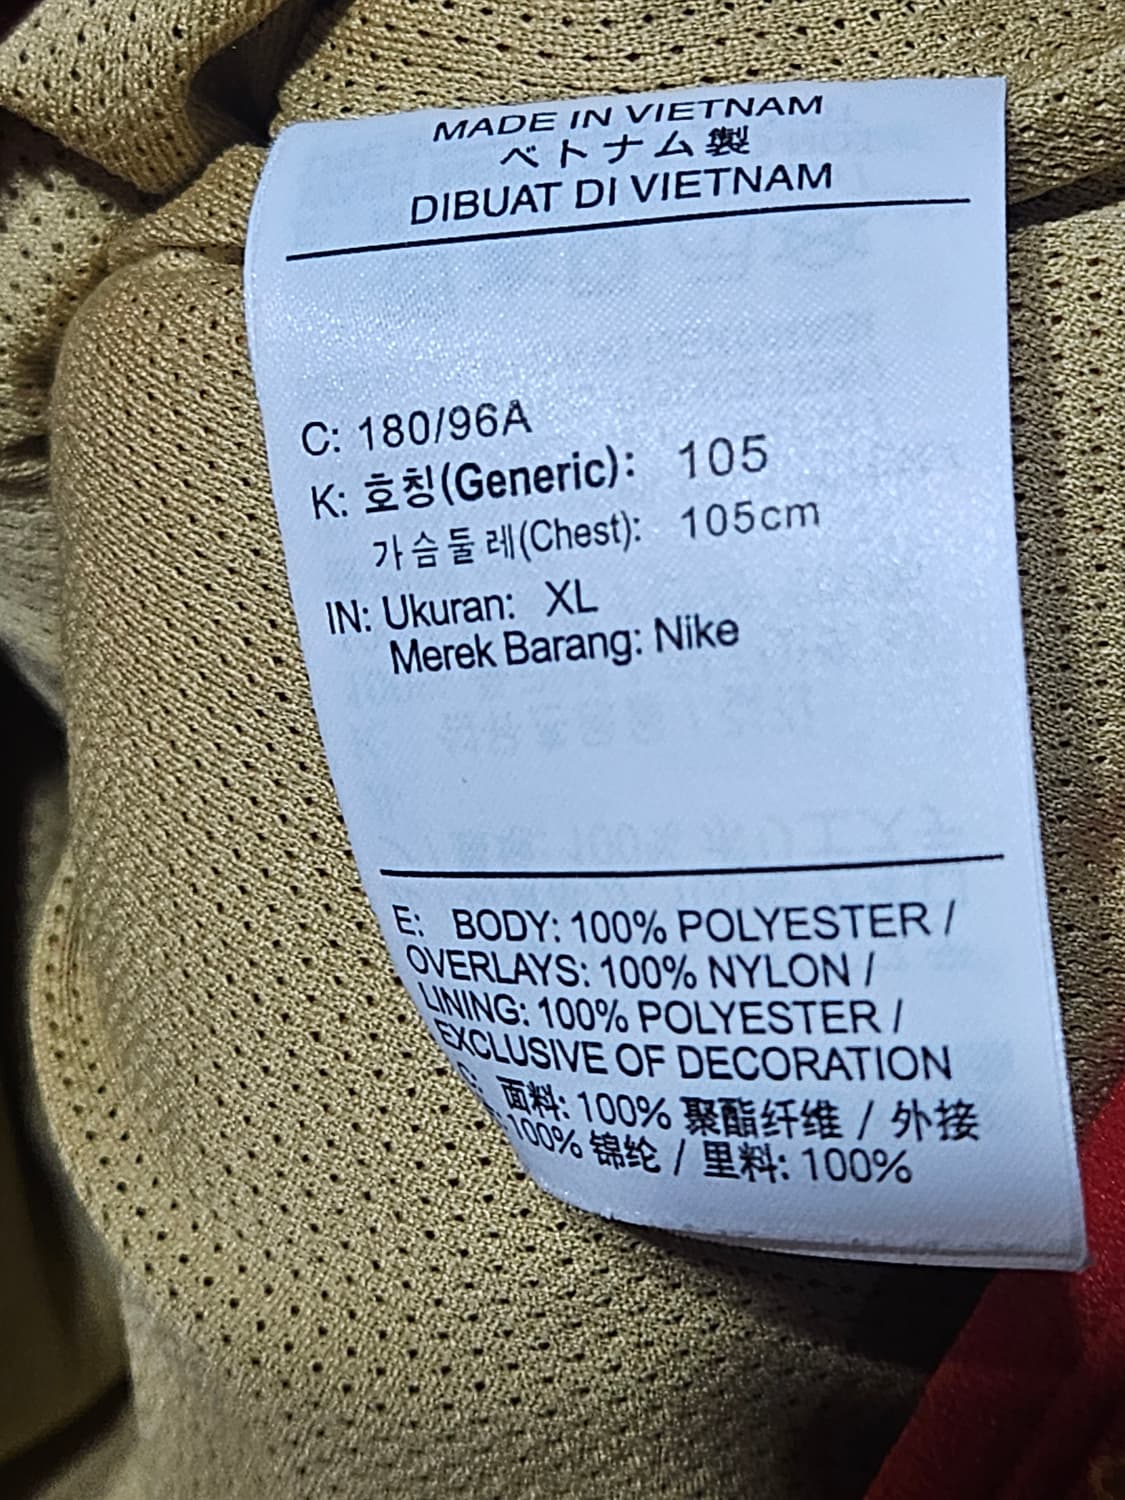 MADE IN VIETNAM
ベトナム製
DIBUAT DI VIETNAM
C: 180/96A
K: 호칭(Generic): 105
가슴둘레(Chest): 105cm
IN: Ukuran: XL
Merek Barang: Nike
E: BODY: 100% POLYESTER /
OVERLAYS: 100% NYLON /
LINING: 100% POLYESTER /
EXCLUSIVE OF DECORATION
面料: 100% 聚酯纤维 / 外接
100% 锦纶 / 里料: 100%